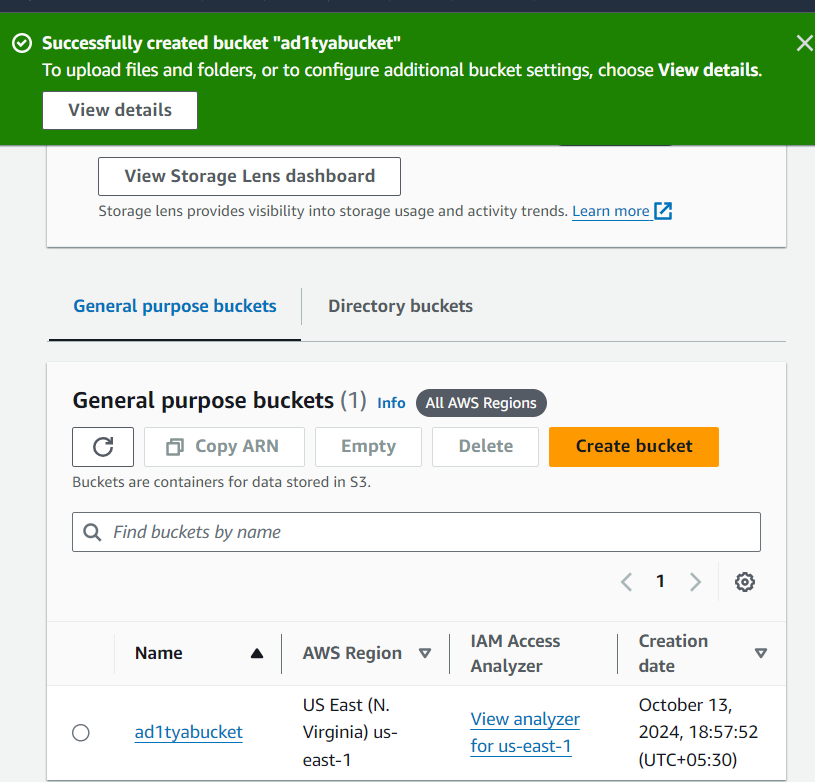 Successfully created bucket "ad1tyabucket"
To upload files and folders, or to configure additional bucket settings, choose View details.
View details
View Storage Lens dashboard
Storage lens provides visibility into storage usage and activity trends. Learn more
General purpose buckets
Directory buckets
General purpose buckets (1) Info All AWS Regions
Copy ARN
Empty
Delete
Create bucket
Buckets are containers for data stored in S3.
Find buckets by name
1
Name
AWS Region
IAM Access
Analyzer
Creation
date
ad1tyabucket
US East (N.
Virginia) us-
east-1
View analyzer
for us-east-1
October 13,
2024, 18:57:52
(UTC+05:30)